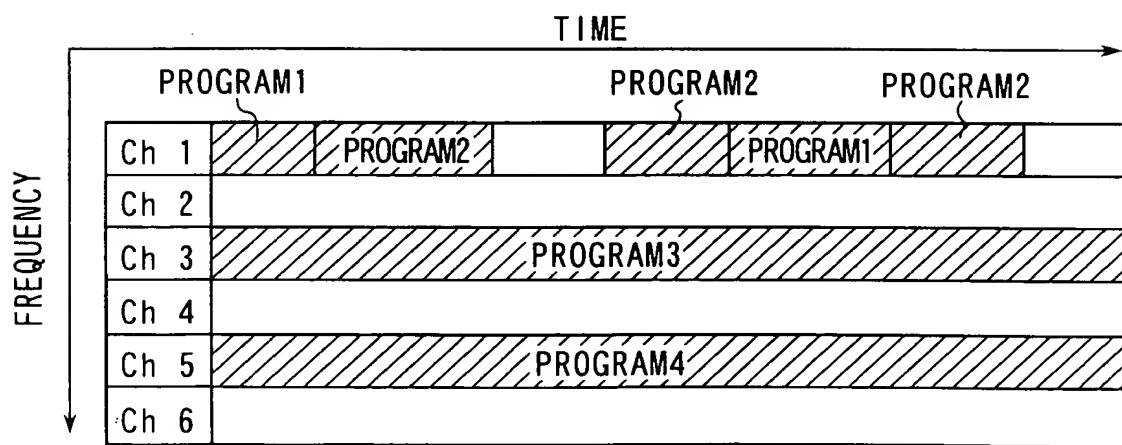 TIME
PROGRAM1
PROGRAM2
PROGRAM2
Ch 1
PROGRAM2
PROGRAM1
Ch 2
Ch 3
PROGRAM3
Ch 4
Ch 5
PROGRAM4
Ch 6
FREQUENCY